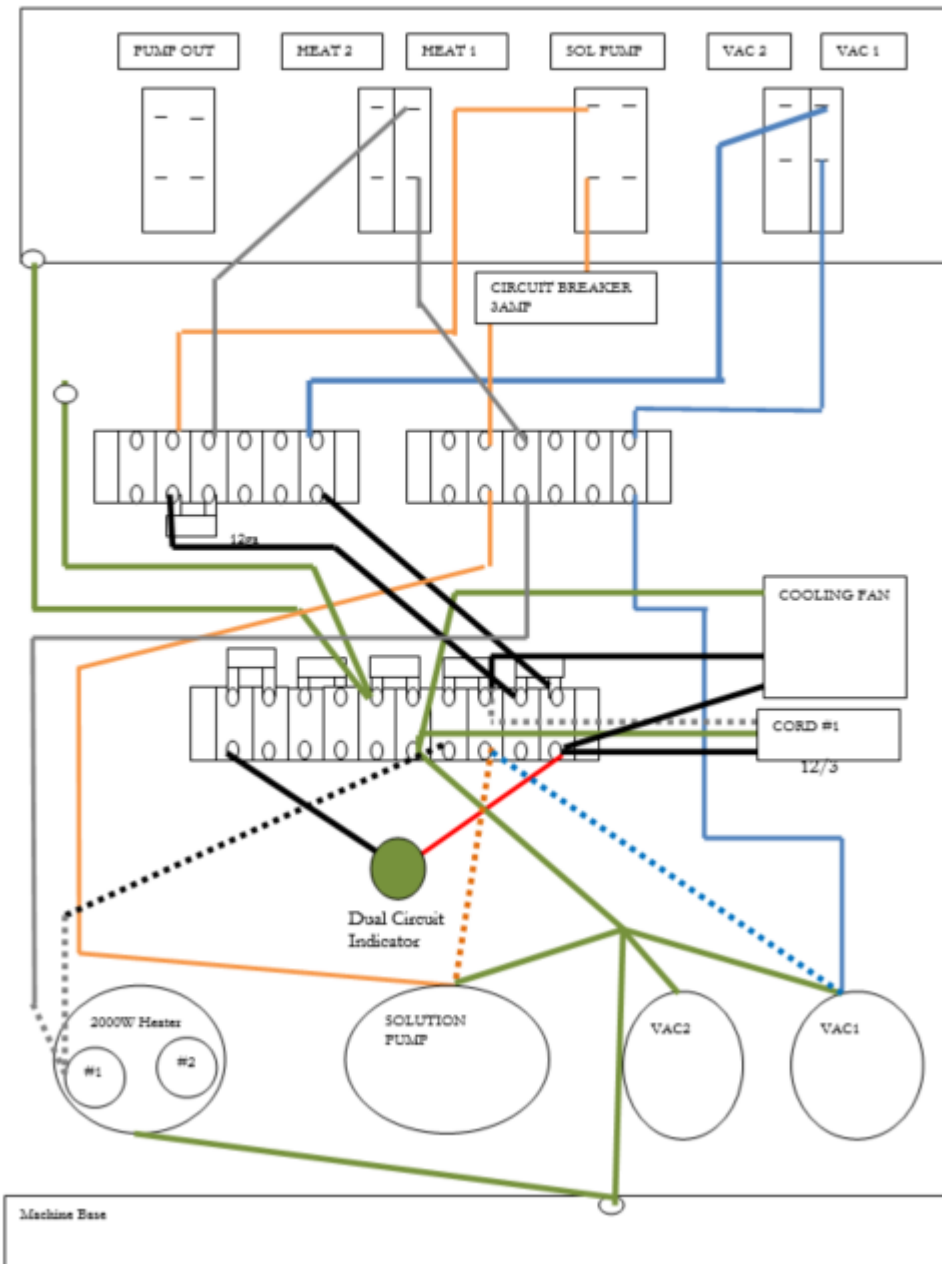 PUMP OUT
HEAT 2
HEAT 1
SOL PUMP
VAC 2
VAC 1
CIRCUIT BREAKER
3AMP
12ga
COOLING FAN
CORD #1
12/3
Dual Circuit
Indicator
2000W Heater
#1
#2
SOLUTION
PUMP
VAC2
VAC1
Machine Base